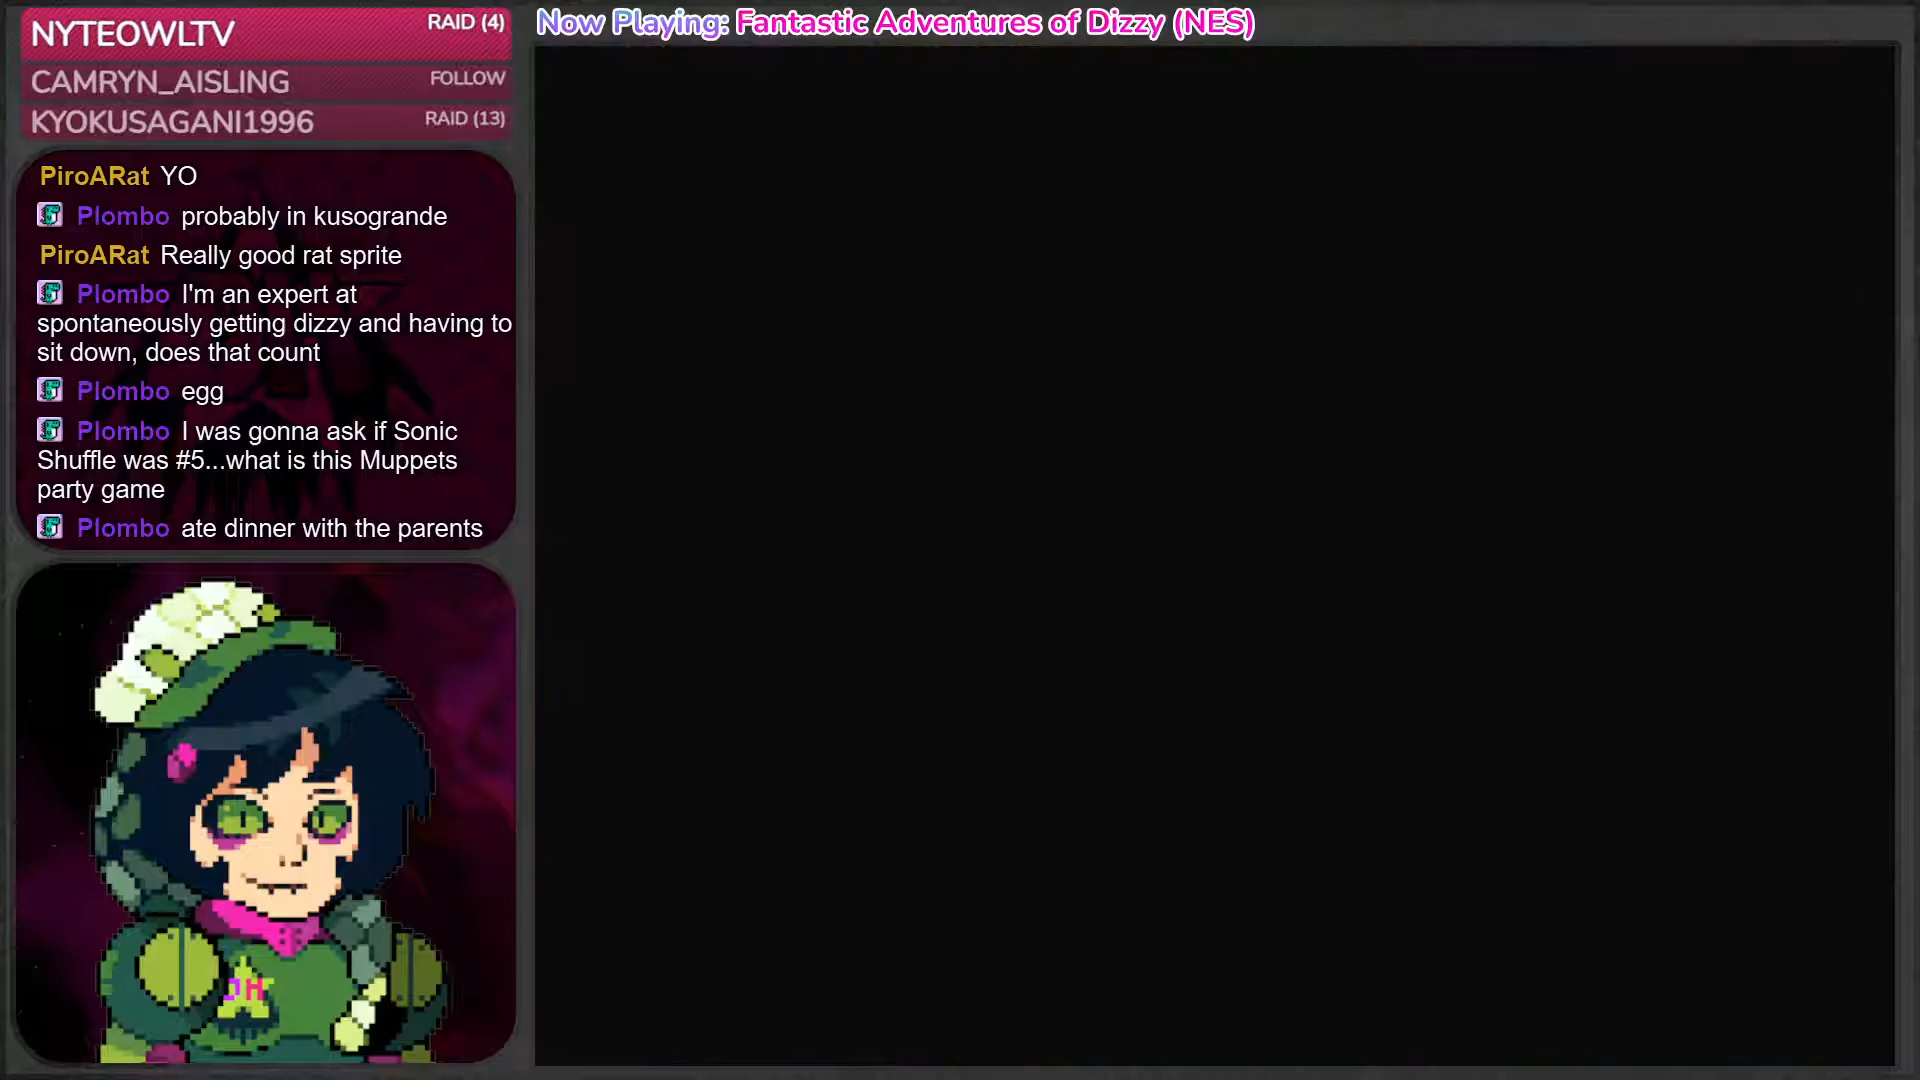 NYTEOWLTV RAID (4)
CAMRYN_AISLING FOLLOW
KYOKUSAGANI1996 RAID (13)
Now Playing: Fantastic Adventures of Dizzy (NES)
PiroARat YO
Plombo probably in kusogrande
PiroARat Really good rat sprite
Plombo I'm an expert at
spontaneously getting dizzy and having to
sit down, does that count
Plombo egg
Plombo I was gonna ask if Sonic
Shuffle was #5...what is this Muppets
party game
Plombo ate dinner with the parents
JH